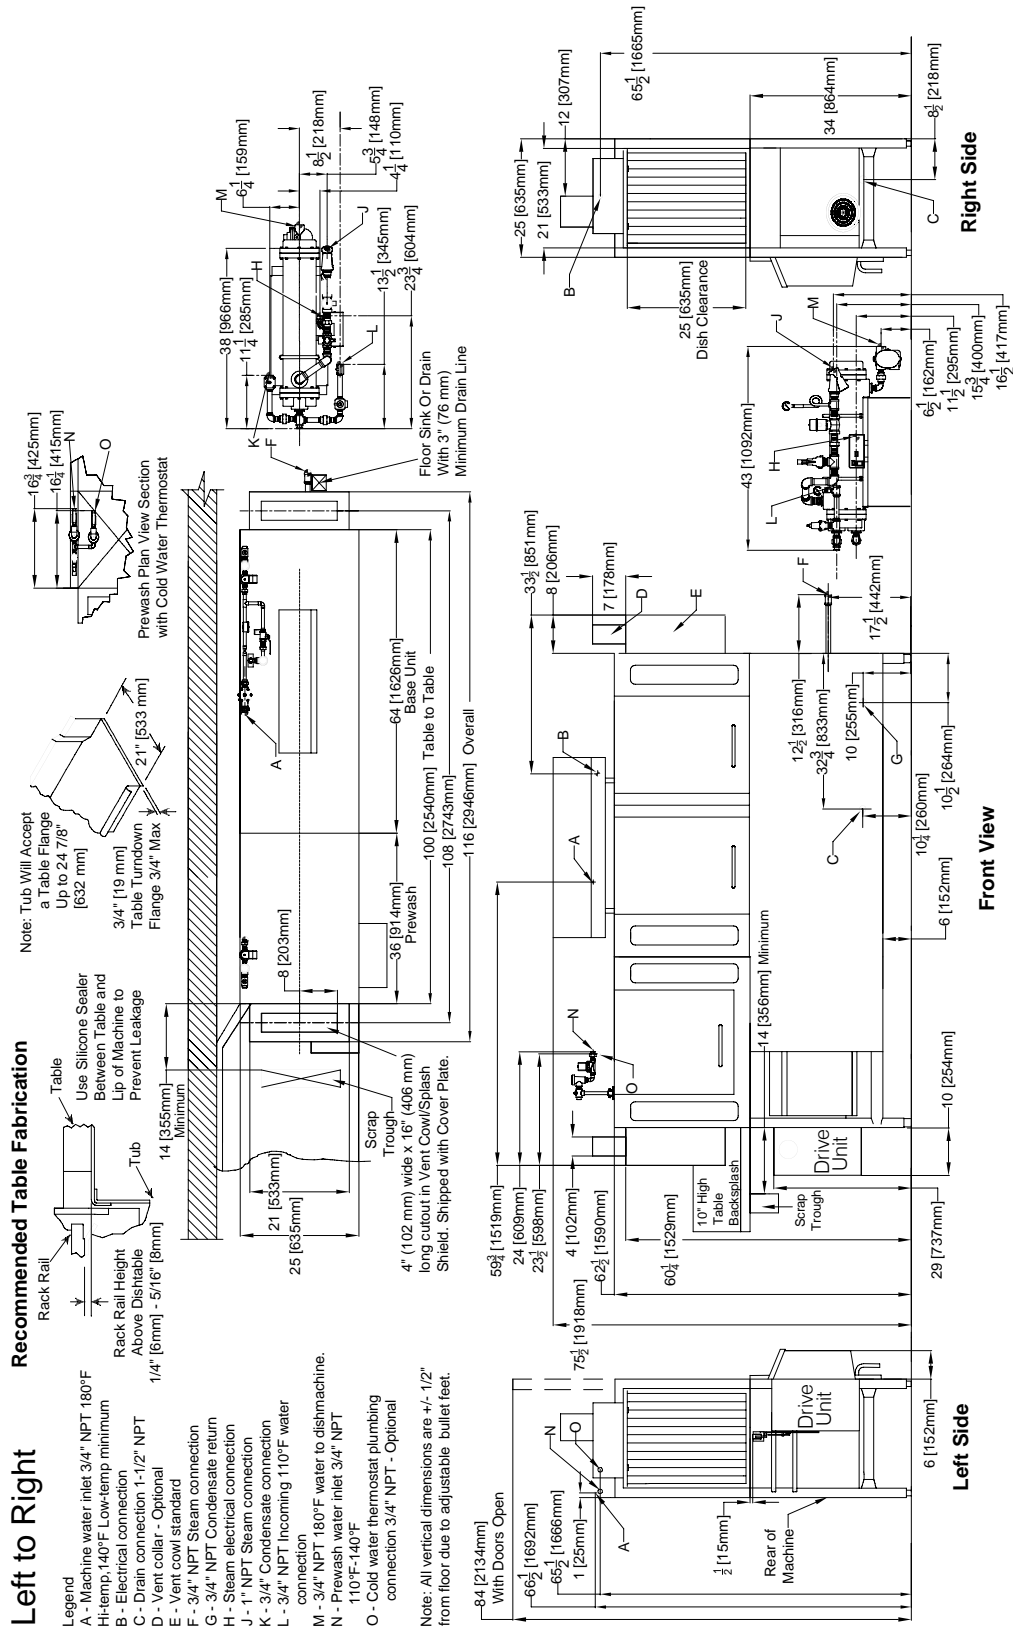 Left to Right
Legend
A - Machine water inlet 3/4" NPT 180°F
Hi-temp,140°F Low-temp minimum
B - Electrical connection
C - Drain connection 1-1/2" NPT
D - Vent collar - Optional
E - Vent cowl standard
F - 3/4" NPT Steam connection
G - 3/4" NPT Condensate return
H - Steam electrical connection
J - 1" NPT Steam connection
K - 3/4" Condensate connection
L - 3/4" NPT Incoming 110°F water
connection
M - 3/4" NPT 180°F water to dishmachine.
N - Prewash water inlet 3/4" NPT
110°F-140°F
O - Cold water thermostat plumbing
connection 3/4" NPT - Optional
Note: All vertical dimensions are +/- 1/2"
from floor due to adjustable bullet feet.
Recommended Table Fabrication
Rack Rail
Table
Use Silicone Sealer
Between Table and
Lip of Machine to
Prevent Leakage
Tub
Rack Rail Height
Above Dishtable
1/4" [6mm] - 5/16" [8mm]
Note: Tub Will Accept
a Table Flange
Up to 24 7/8"
[632 mm]
21" [533 mm]
3/4" [19 mm]
Table Turndown
Flange 3/4" Max
16 3/4 [425mm]
16 1/4 [415mm]
N
O
Prewash Plan View Section
with Cold Water Thermostat
14 [355mm]
Minimum
21 [533mm]
25 [635mm]
Scrap
Trough
4" (102 mm) wide x 16" (406 mm)
long cutout in Vent Cowl/Splash
Shield. Shipped with Cover Plate.
8 [203mm]
36 [914mm]
Prewash
64 [1626mm]
Base Unit
100 [2540mm] Table to Table
108 [2743mm]
116 [2946mm] Overall
A
F
Floor Sink Or Drain
With 3" (76 mm)
Minimum Drain Line
38 [966mm]
11 1/4 [285mm]
K
H
M
6 1/4 [159mm]
8 1/2 [218mm]
5 3/4 [148mm]
4 1/4 [110mm]
J
13 1/2 [345mm]
23 3/4 [604mm]
L
84 [2134mm]
With Doors Open
66 1/2 [1692mm]
65 1/2 [1666mm]
1 [25mm]
A
N
O
1/2 [15mm]
Rear of
Machine
Drive
Unit
6 [152mm]
Left Side
59 3/4 [1519mm]
24 [609mm]
23 1/2 [598mm]
4 [102mm]
62 1/2 [1590mm]
60 1/4 [1529mm]
75 1/2 [1918mm]
N
O
10" High
Table
Backsplash
Scrap
Trough
14 [356mm] Minimum
Drive
Unit
29 [737mm]
10 [254mm]
A
B
33 1/2 [851mm]
8 [206mm]
7 [178mm]
D
E
F
12 1/2 [316mm]
32 3/4 [833mm]
10 [255mm]
17 1/2 [442mm]
C
G
10 1/4 [260mm]
10 1/2 [264mm]
6 [152mm]
Front View
43 [1092mm]
L
H
J
M
6 1/2 [162mm]
11 1/2 [295mm]
15 3/4 [400mm]
16 1/2 [417mm]
25 [635mm]
21 [533mm]
12 [307mm]
65 1/2 [1665mm]
B
25 [635mm]
Dish Clearance
34 [864mm]
8 1/2 [218mm]
C
Right Side